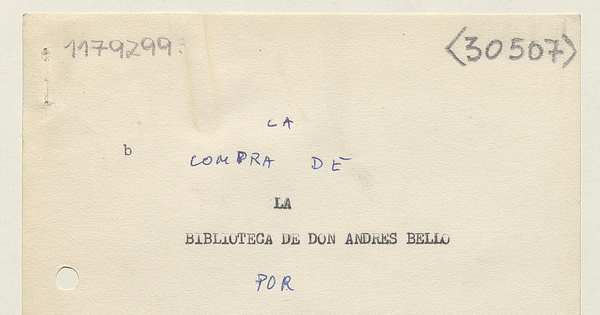 1179299.
<30507>
LA
b
COMPRA DE
LA
BIBLIOTECA DE DON ANDRES BELLO
POR